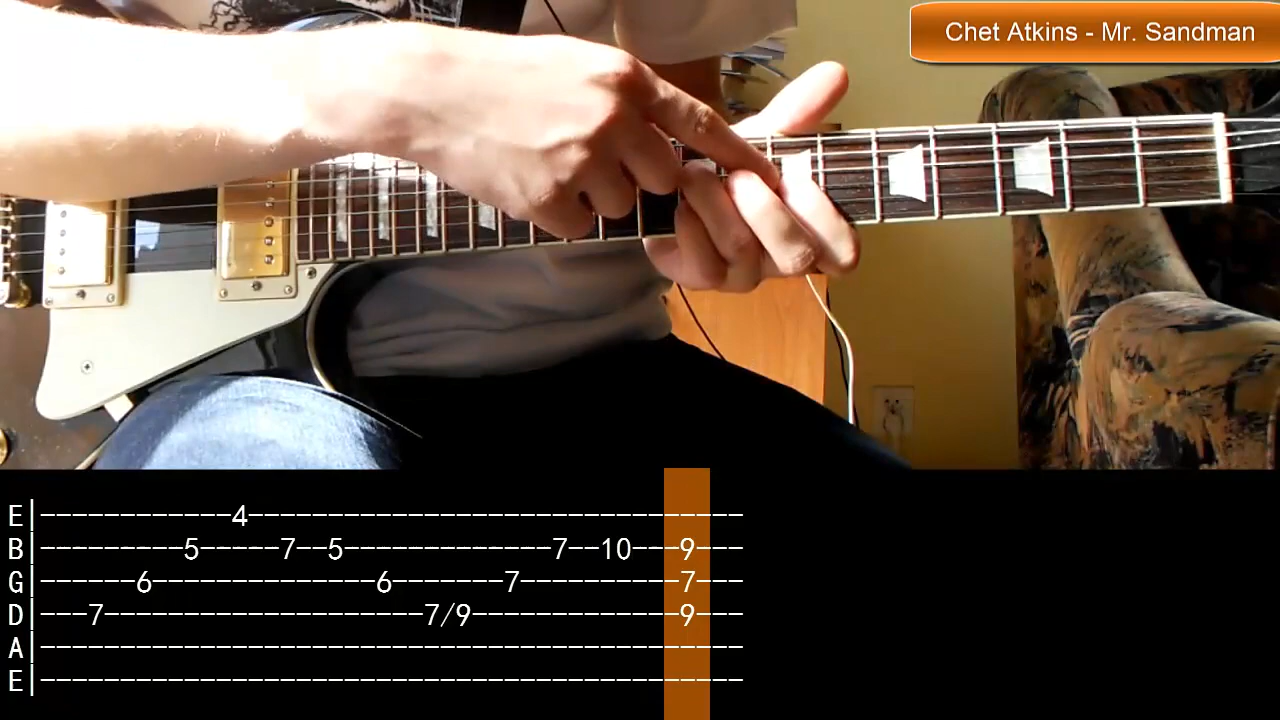 Chet Atkins - Mr. Sandman
E|------------4-------------------------------
B|---------5-----7--5-------------7--10---9---
G|------6--------------6-------7----------7---
D|---7--------------------7/9-------------9---
A|--------------------------------------------
E|--------------------------------------------